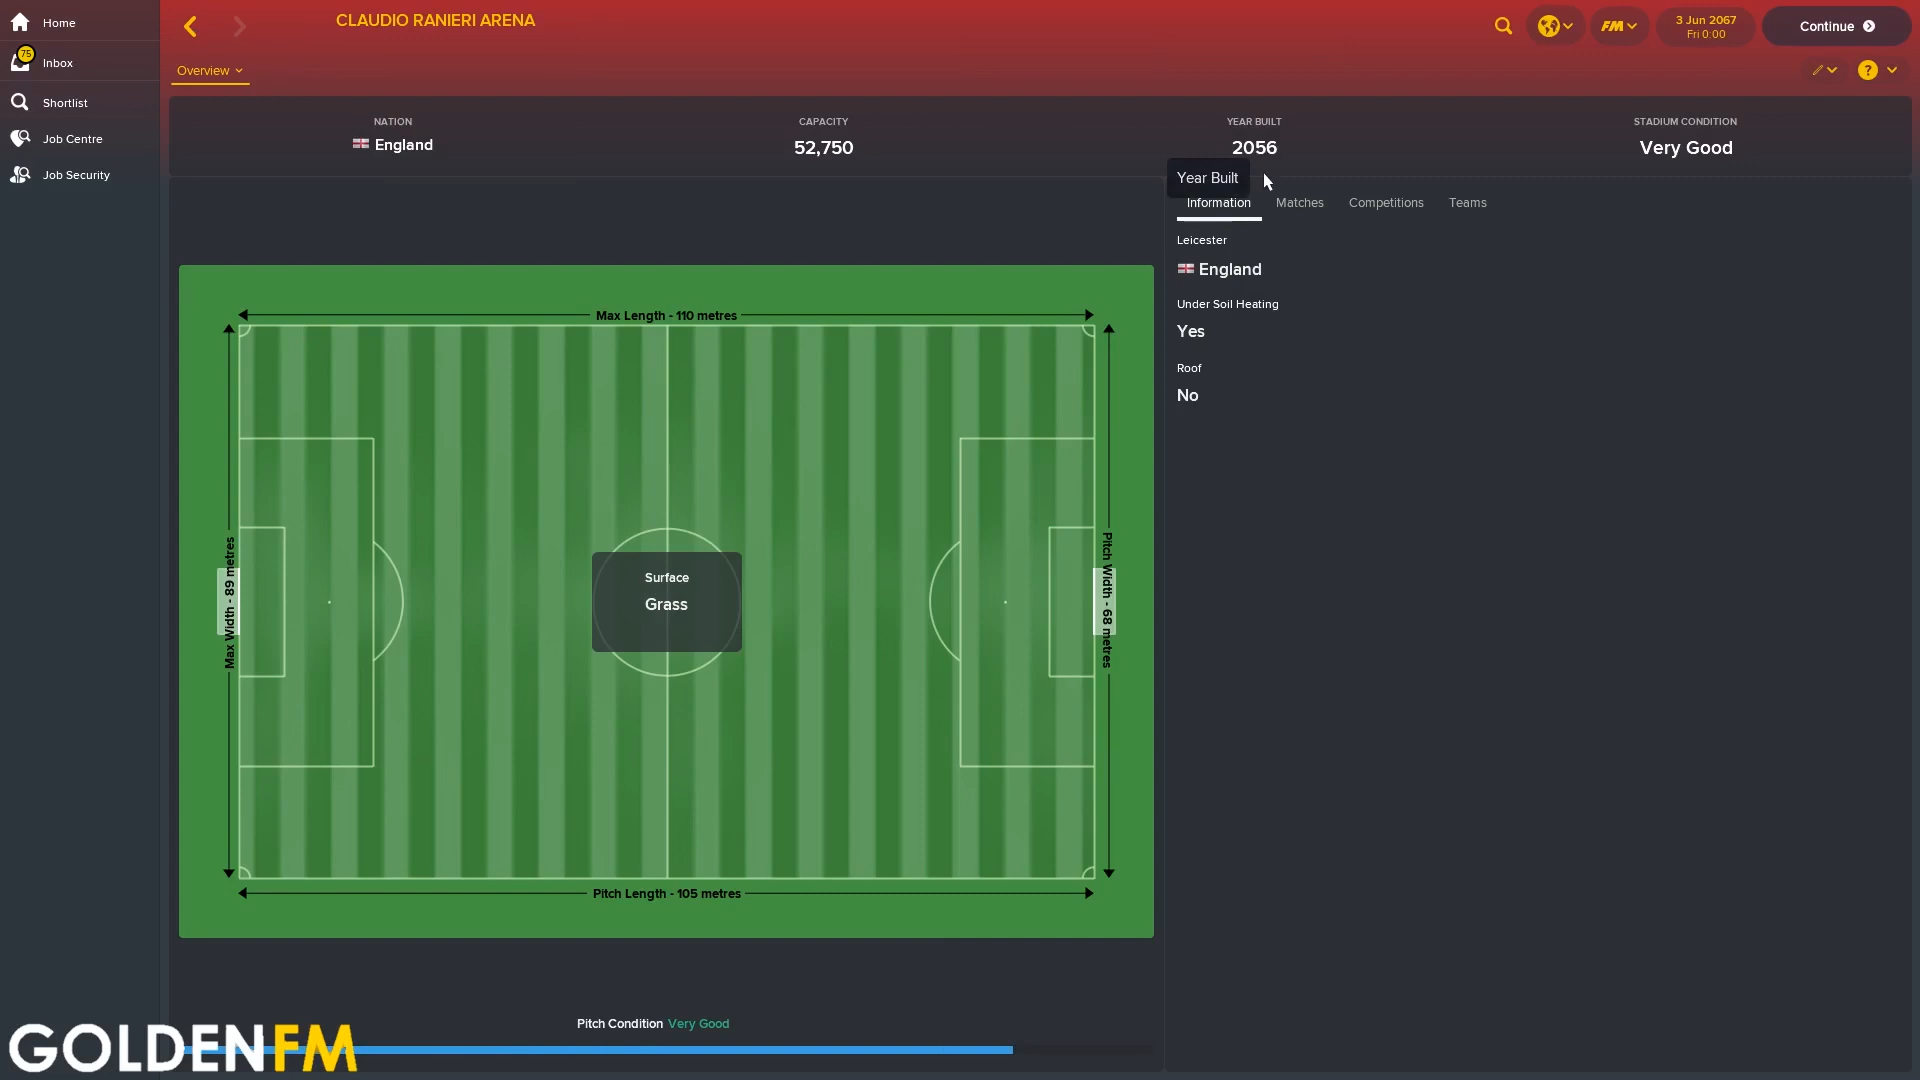 Home
75
Inbox
Shortlist
Job Centre
Job Security
CLAUDIO RANIERI ARENA
FM
3 Jun 2067
Fri 0:00
Continue
Overview
?
NATION
England
CAPACITY
52,750
YEAR BUILT
2056
STADIUM CONDITION
Very Good
Year Built
Information
Matches
Competitions
Teams
Leicester
England
Under Soil Heating
Yes
Roof
No
Max Length - 110 metres
Max Width - 89 metres
Surface
Grass
Pitch Width - 68 metres
Pitch Length - 105 metres
Pitch Condition Very Good
GOLDENFM